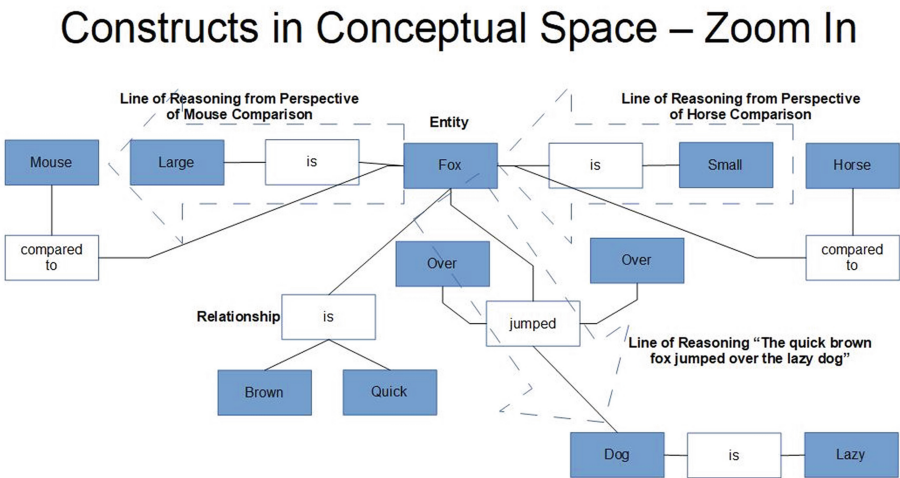 Constructs in Conceptual Space – Zoom In
Line of Reasoning from Perspective
of Mouse Comparison
Line of Reasoning from Perspective
of Horse Comparison
Entity
Mouse
Large
is
Fox
is
Small
Horse
compared
to
Over
Over
compared
to
Relationship
is
jumped
Line of Reasoning “The quick brown
fox jumped over the lazy dog”
Brown
Quick
Dog
is
Lazy